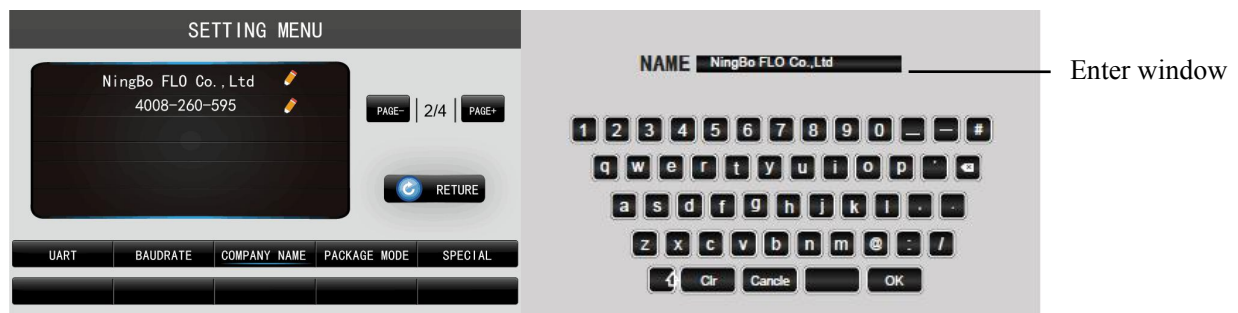 SETTING MENU
NingBo FLO Co.,Ltd
4008-260-595
PAGE- 2/4 PAGE+
RETURE
UART BAUDRATE COMPANY NAME PACKAGE MODE SPECIAL
NAME NingBo FLO Co.,Ltd
Enter window
1 2 3 4 5 6 7 8 9 0 _ — #
q w e r t y u i o p '
a s d f g h j k l , .
z x c v b n m @ : /
Clr Cancle OK